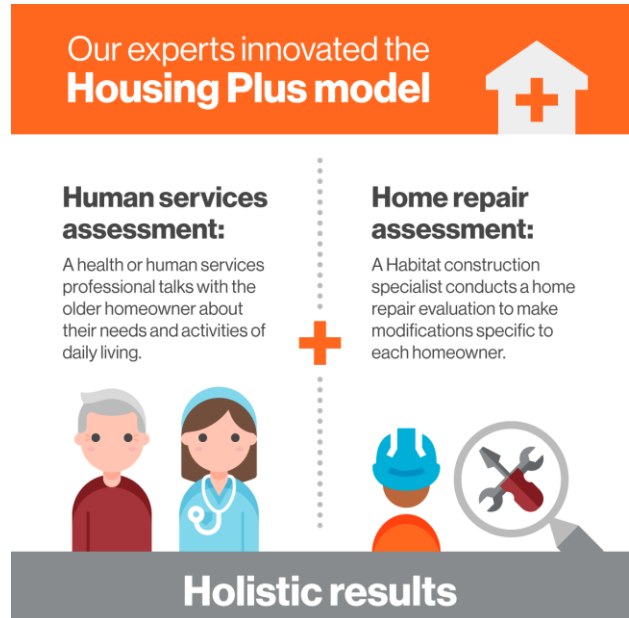 Our experts innovated the
Housing Plus model
Human services
assessment:
A health or human services
professional talks with the
older homeowner about
their needs and activities of
daily living.
Home repair
assessment:
A Habitat construction
specialist conducts a home
repair evaluation to make
modifications specific to
each homeowner.
Holistic results